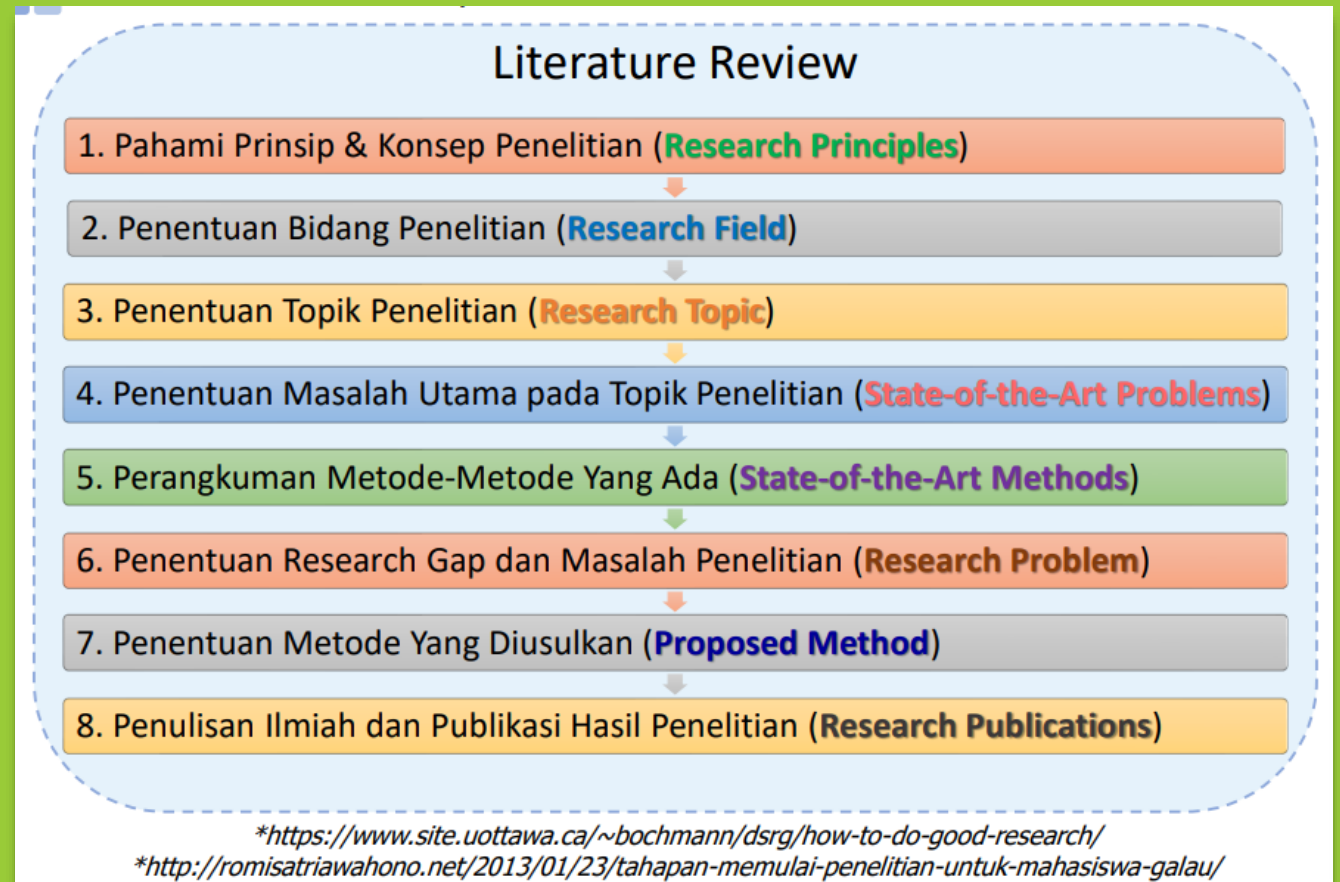 Literature Review
1. Pahami Prinsip & Konsep Penelitian (Research Principles)
2. Penentuan Bidang Penelitian (Research Field)
3. Penentuan Topik Penelitian (Research Topic)
4. Penentuan Masalah Utama pada Topik Penelitian (State-of-the-Art Problems)
5. Perangkuman Metode-Metode Yang Ada (State-of-the-Art Methods)
6. Penentuan Research Gap dan Masalah Penelitian (Research Problem)
7. Penentuan Metode Yang Diusulkan (Proposed Method)
8. Penulisan Ilmiah dan Publikasi Hasil Penelitian (Research Publications)
*https://www.site.uottawa.ca/~bochmann/dsrg/how-to-do-good-research/
*http://romisatriawahono.net/2013/01/23/tahapan-memulai-penelitian-untuk-mahasiswa-galau/